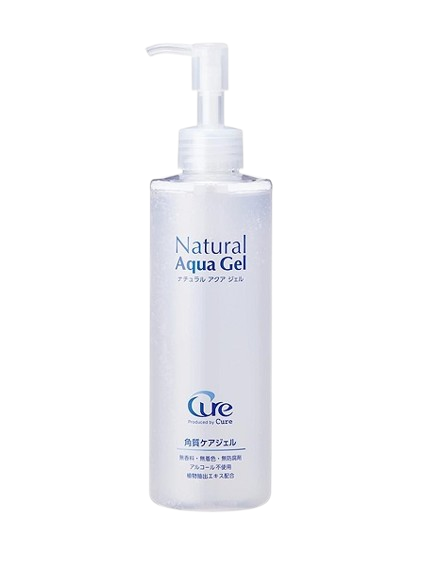 Natural
Aqua Gel
ナチュラル アクア ジェル
Cure
Produced by Cure
角質ケアジェル
無香料・無着色・無防腐剤
アルコール不使用
植物抽出エキス配合